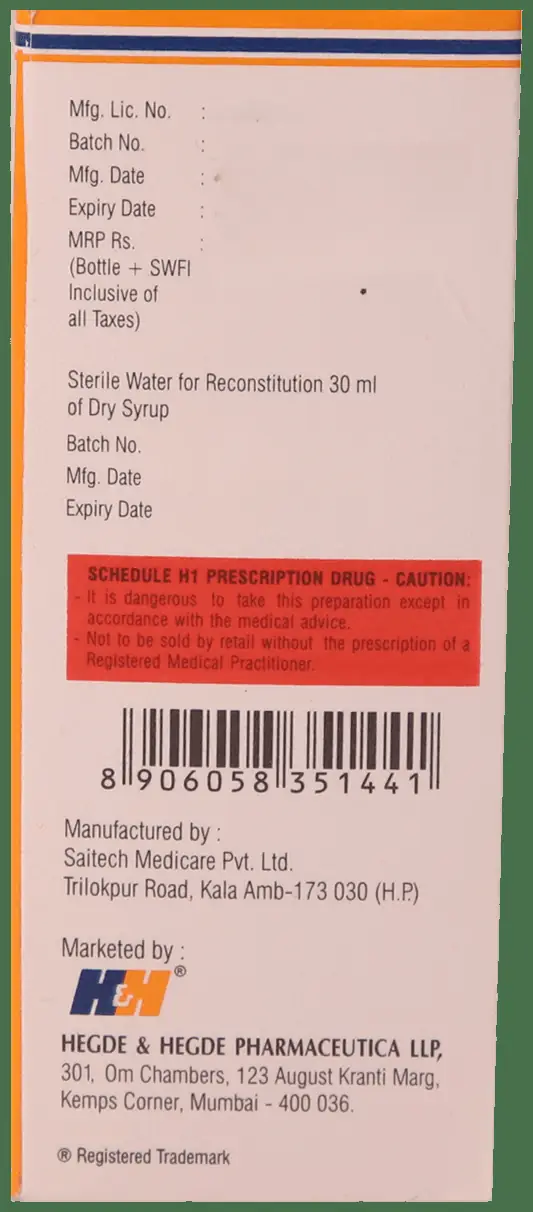 Mfg. Lic. No. :
Batch No. :
Mfg. Date :
Expiry Date :
MRP Rs. :
(Bottle + SWFI
Inclusive of
all Taxes)
Sterile Water for Reconstitution 30 ml
of Dry Syrup
Batch No.
Mfg. Date
Expiry Date
SCHEDULE H1 PRESCRIPTION DRUG - CAUTION:
- It is dangerous to take this preparation except in
accordance with the medical advice.
- Not to be sold by retail without the prescription of a
Registered Medical Practitioner.
8 906058 351441
Manufactured by :
Saitech Medicare Pvt. Ltd.
Trilokpur Road, Kala Amb-173 030 (H.P.)
Marketed by :
H&H®
HEGDE & HEGDE PHARMACEUTICA LLP,
301, Om Chambers, 123 August Kranti Marg,
Kemps Corner, Mumbai - 400 036.
® Registered Trademark